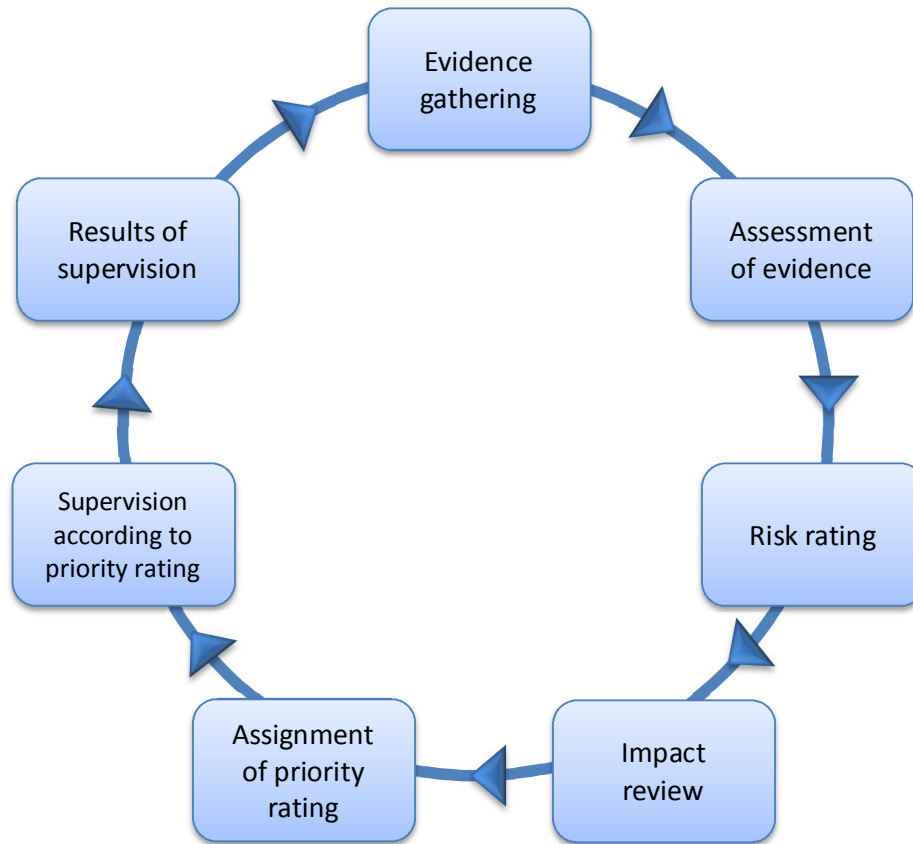 Evidence
gathering
Assessment
of evidence
Risk rating
Impact
review
Assignment
of priority
rating
Supervision
according to
priority rating
Results of
supervision